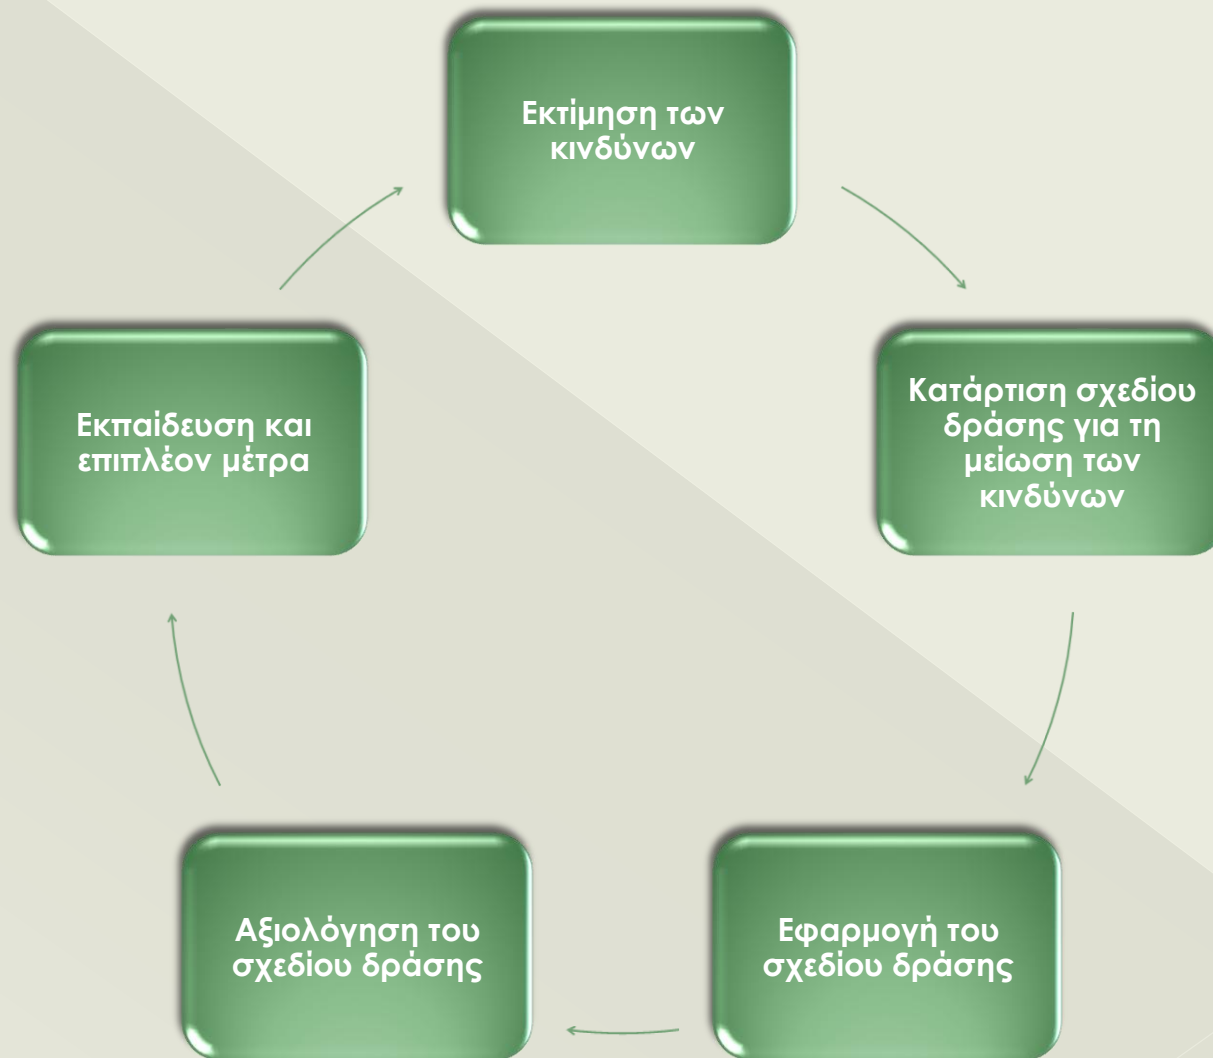 Εκτίμηση των
κινδύνων
Κατάρτιση σχεδίου
δράσης για τη
μείωση των
κινδύνων
Εφαρμογή του
σχεδίου δράσης
Αξιολόγηση του
σχεδίου δράσης
Εκπαίδευση και
επιπλέον μέτρα